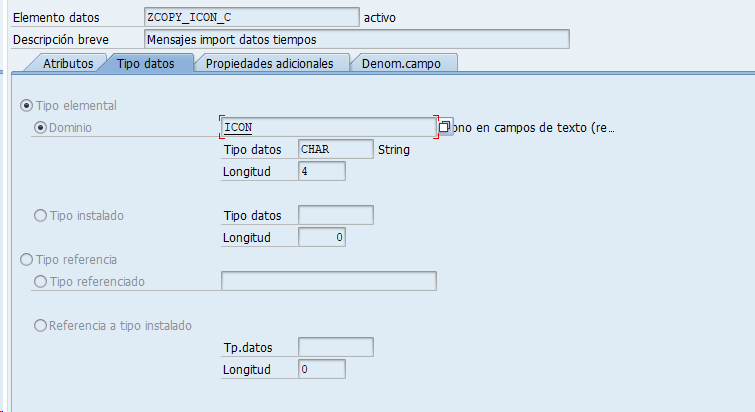 Elemento datos ZCOPY_ICON_C activo
Descripción breve Mensajes import datos tiempos
Atributos Tipo datos Propiedades adicionales Denom.campo
Tipo elemental
Dominio ICON ono en campos de texto (re…
Tipo datos CHAR String
Longitud 4
Tipo instalado Tipo datos
Longitud 0
Tipo referencia
Tipo referenciado
Referencia a tipo instalado
Tp.datos
Longitud 0